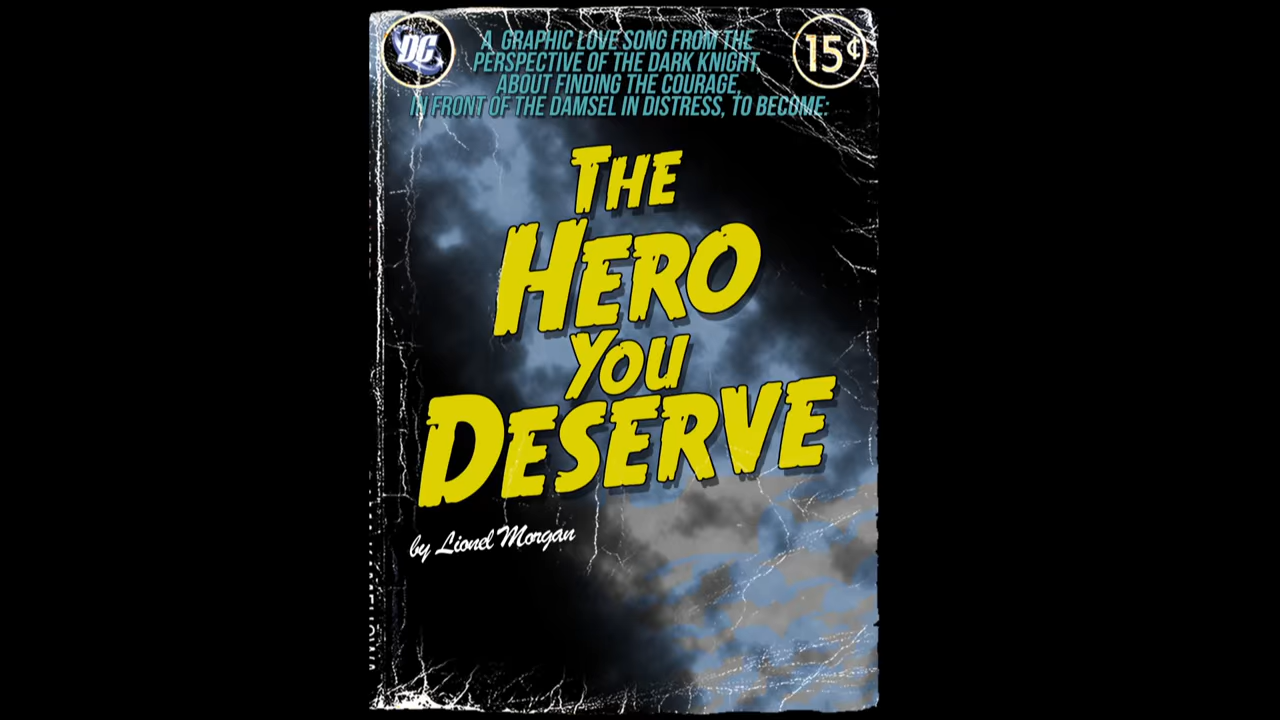 DC
15¢
A GRAPHIC LOVE SONG FROM THE
PERSPECTIVE OF THE DARK KNIGHT,
ABOUT FINDING THE COURAGE,
IN FRONT OF THE DAMSEL IN DISTRESS, TO BECOME:
THE
HERO
YOU
DESERVE
by Lionel Morgan